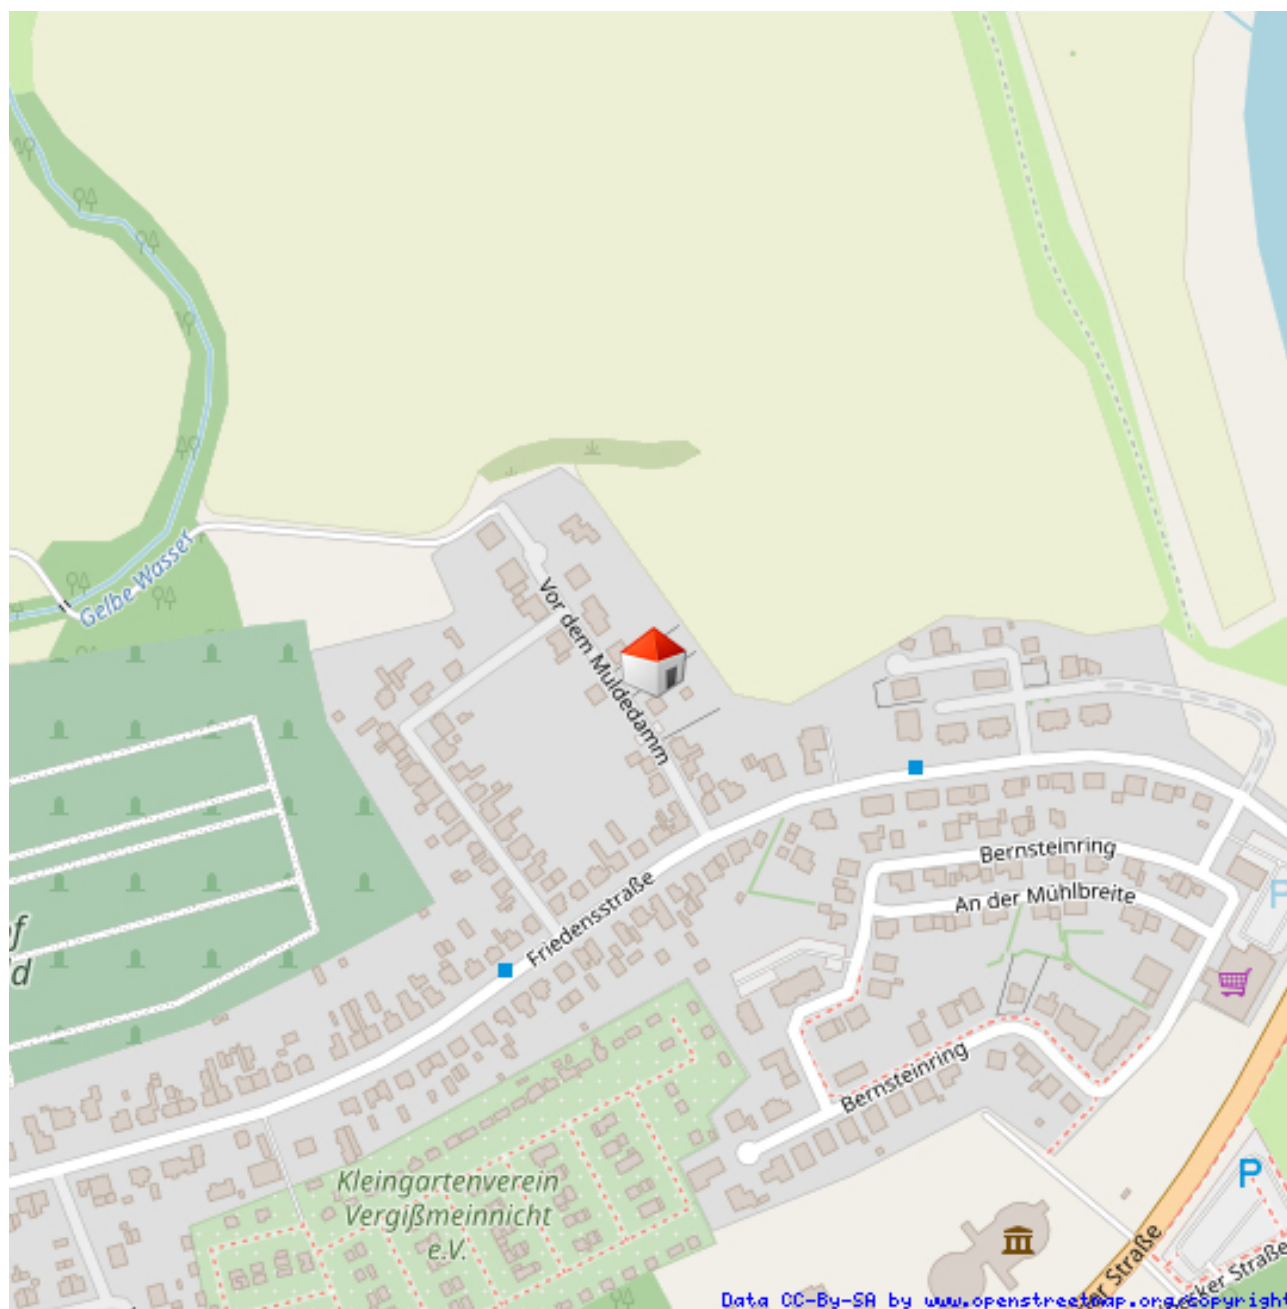 Gelbe Wasser
Vor dem Muldedamm
Friedensstraße
Bernsteinring
An der Mühlbreite
Bernsteinring
Kleingartenverein
Vergißmeinnicht
e.V.
P
P
Straße
Straße
Data CC-By-SA by www.openstreetmap.org/copyright